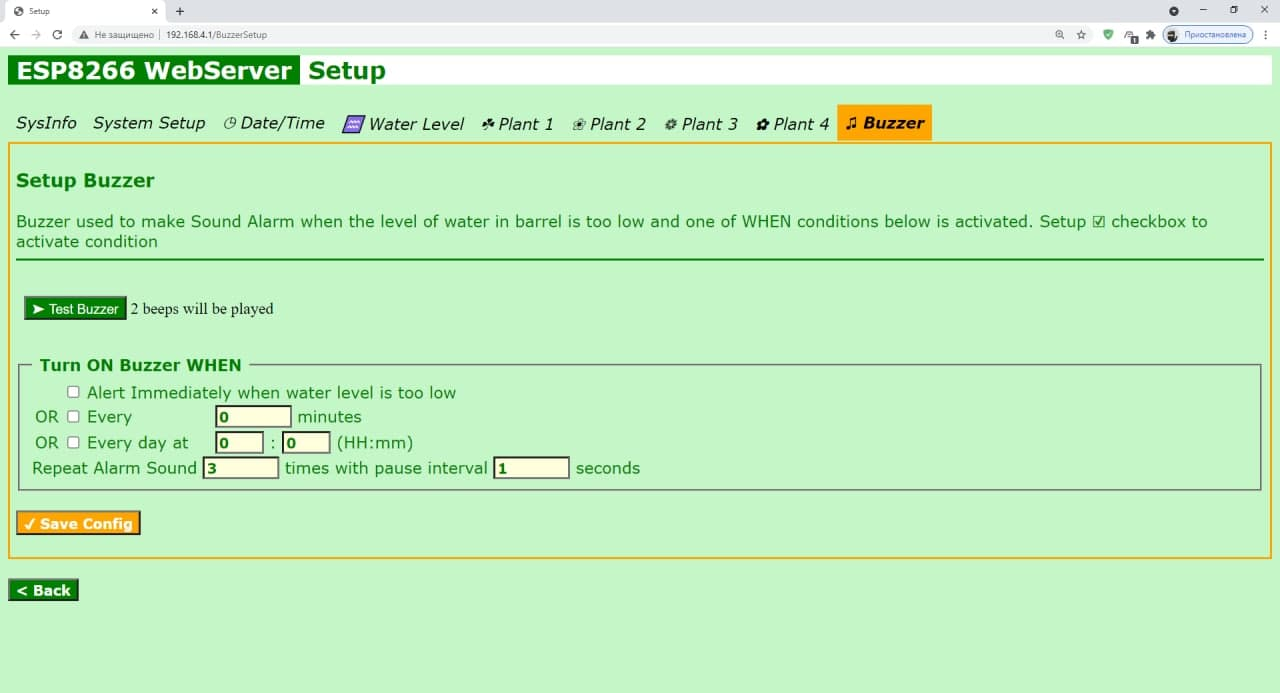 Setup
Не защищено 192.168.4.1/BuzzerSetup Приостановлена
ESP8266 WebServer Setup
SysInfo System Setup ◷ Date/Time ♒ Water Level ☘ Plant 1 ❀ Plant 2 ❁ Plant 3 ✿ Plant 4 ♫ Buzzer
Setup Buzzer
Buzzer used to make Sound Alarm when the level of water in barrel is too low and one of WHEN conditions below is activated. Setup ☑ checkbox to
activate condition
➤ Test Buzzer 2 beeps will be played
Turn ON Buzzer WHEN
Alert Immediately when water level is too low
OR Every 0 minutes
OR Every day at 0 : 0 (HH:mm)
Repeat Alarm Sound 3 times with pause interval 1 seconds
✓ Save Config
< Back